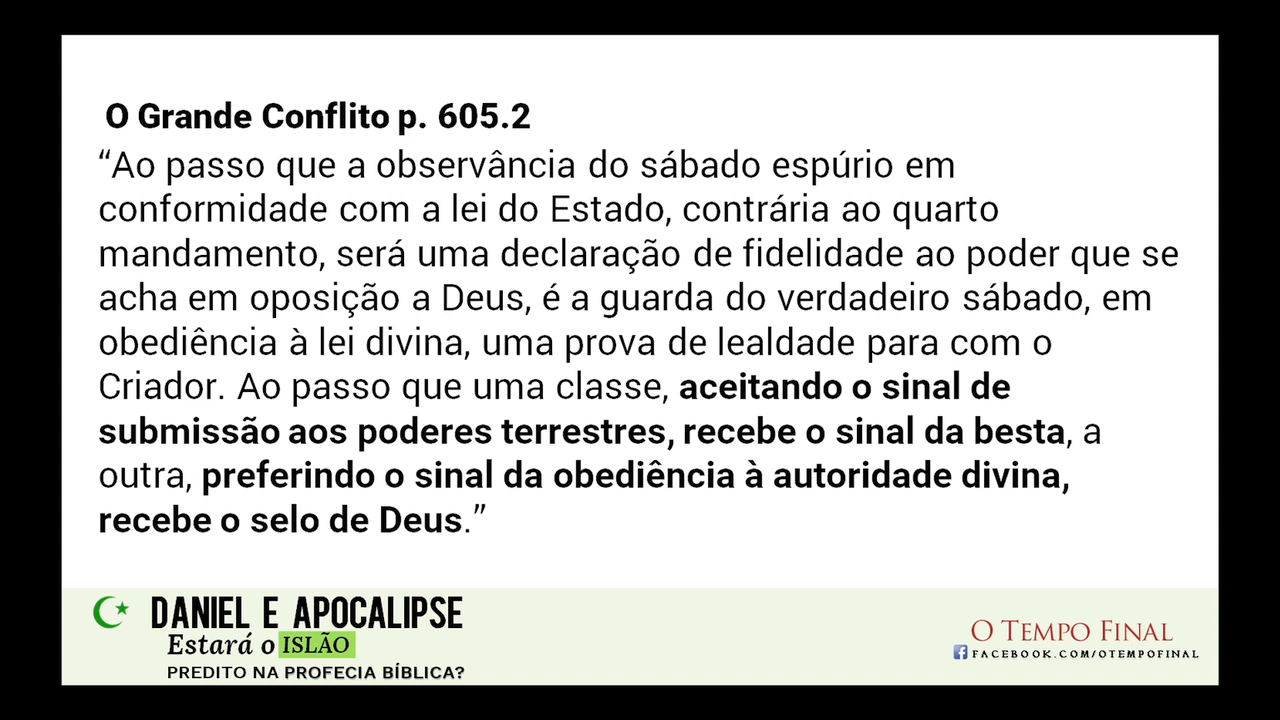 O Grande Conflito p. 605.2
“Ao passo que a observância do sábado espúrio em
conformidade com a lei do Estado, contrária ao quarto
mandamento, será uma declaração de fidelidade ao poder que se
acha em oposição a Deus, é a guarda do verdadeiro sábado, em
obediência à lei divina, uma prova de lealdade para com o
Criador. Ao passo que uma classe, aceitando o sinal de
submissão aos poderes terrestres, recebe o sinal da besta, a
outra, preferindo o sinal da obediência à autoridade divina,
recebe o selo de Deus.”
DANIEL E APOCALIPSE
Estará o ISLÃO
PREDITO NA PROFECIA BÍBLICA?
O TEMPO FINAL
FACEBOOK.COM/OTEMPOFINAL